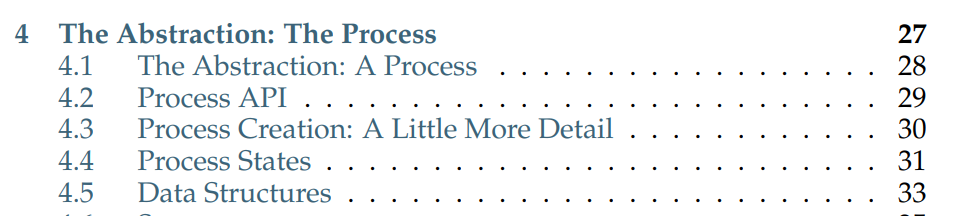 4 The Abstraction: The Process 27
4.1 The Abstraction: A Process . . . . . . . . . . . . . . . . . . 28
4.2 Process API . . . . . . . . . . . . . . . . . . . . . . . . . . . 29
4.3 Process Creation: A Little More Detail . . . . . . . . . . . . 30
4.4 Process States . . . . . . . . . . . . . . . . . . . . . . . . . . 31
4.5 Data Structures . . . . . . . . . . . . . . . . . . . . . . . . . 33